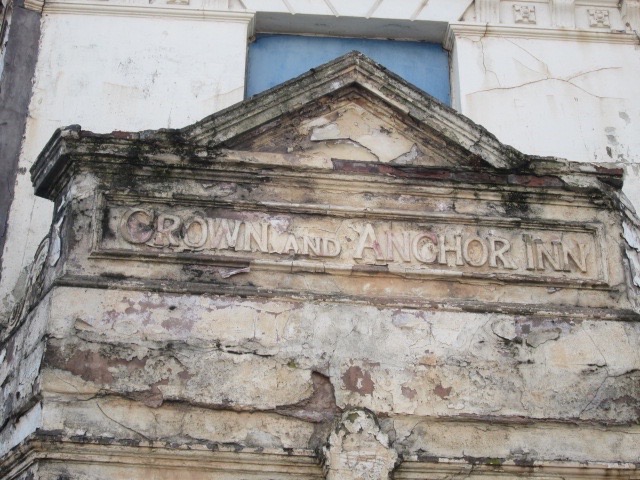 CROWN AND ANCHOR INN